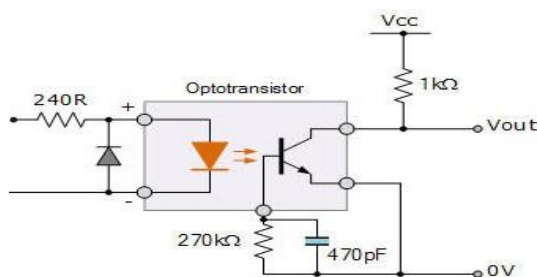 Vcc
240R
+
Optotransistor
1kΩ
Vout
-
270kΩ
470pF
0V